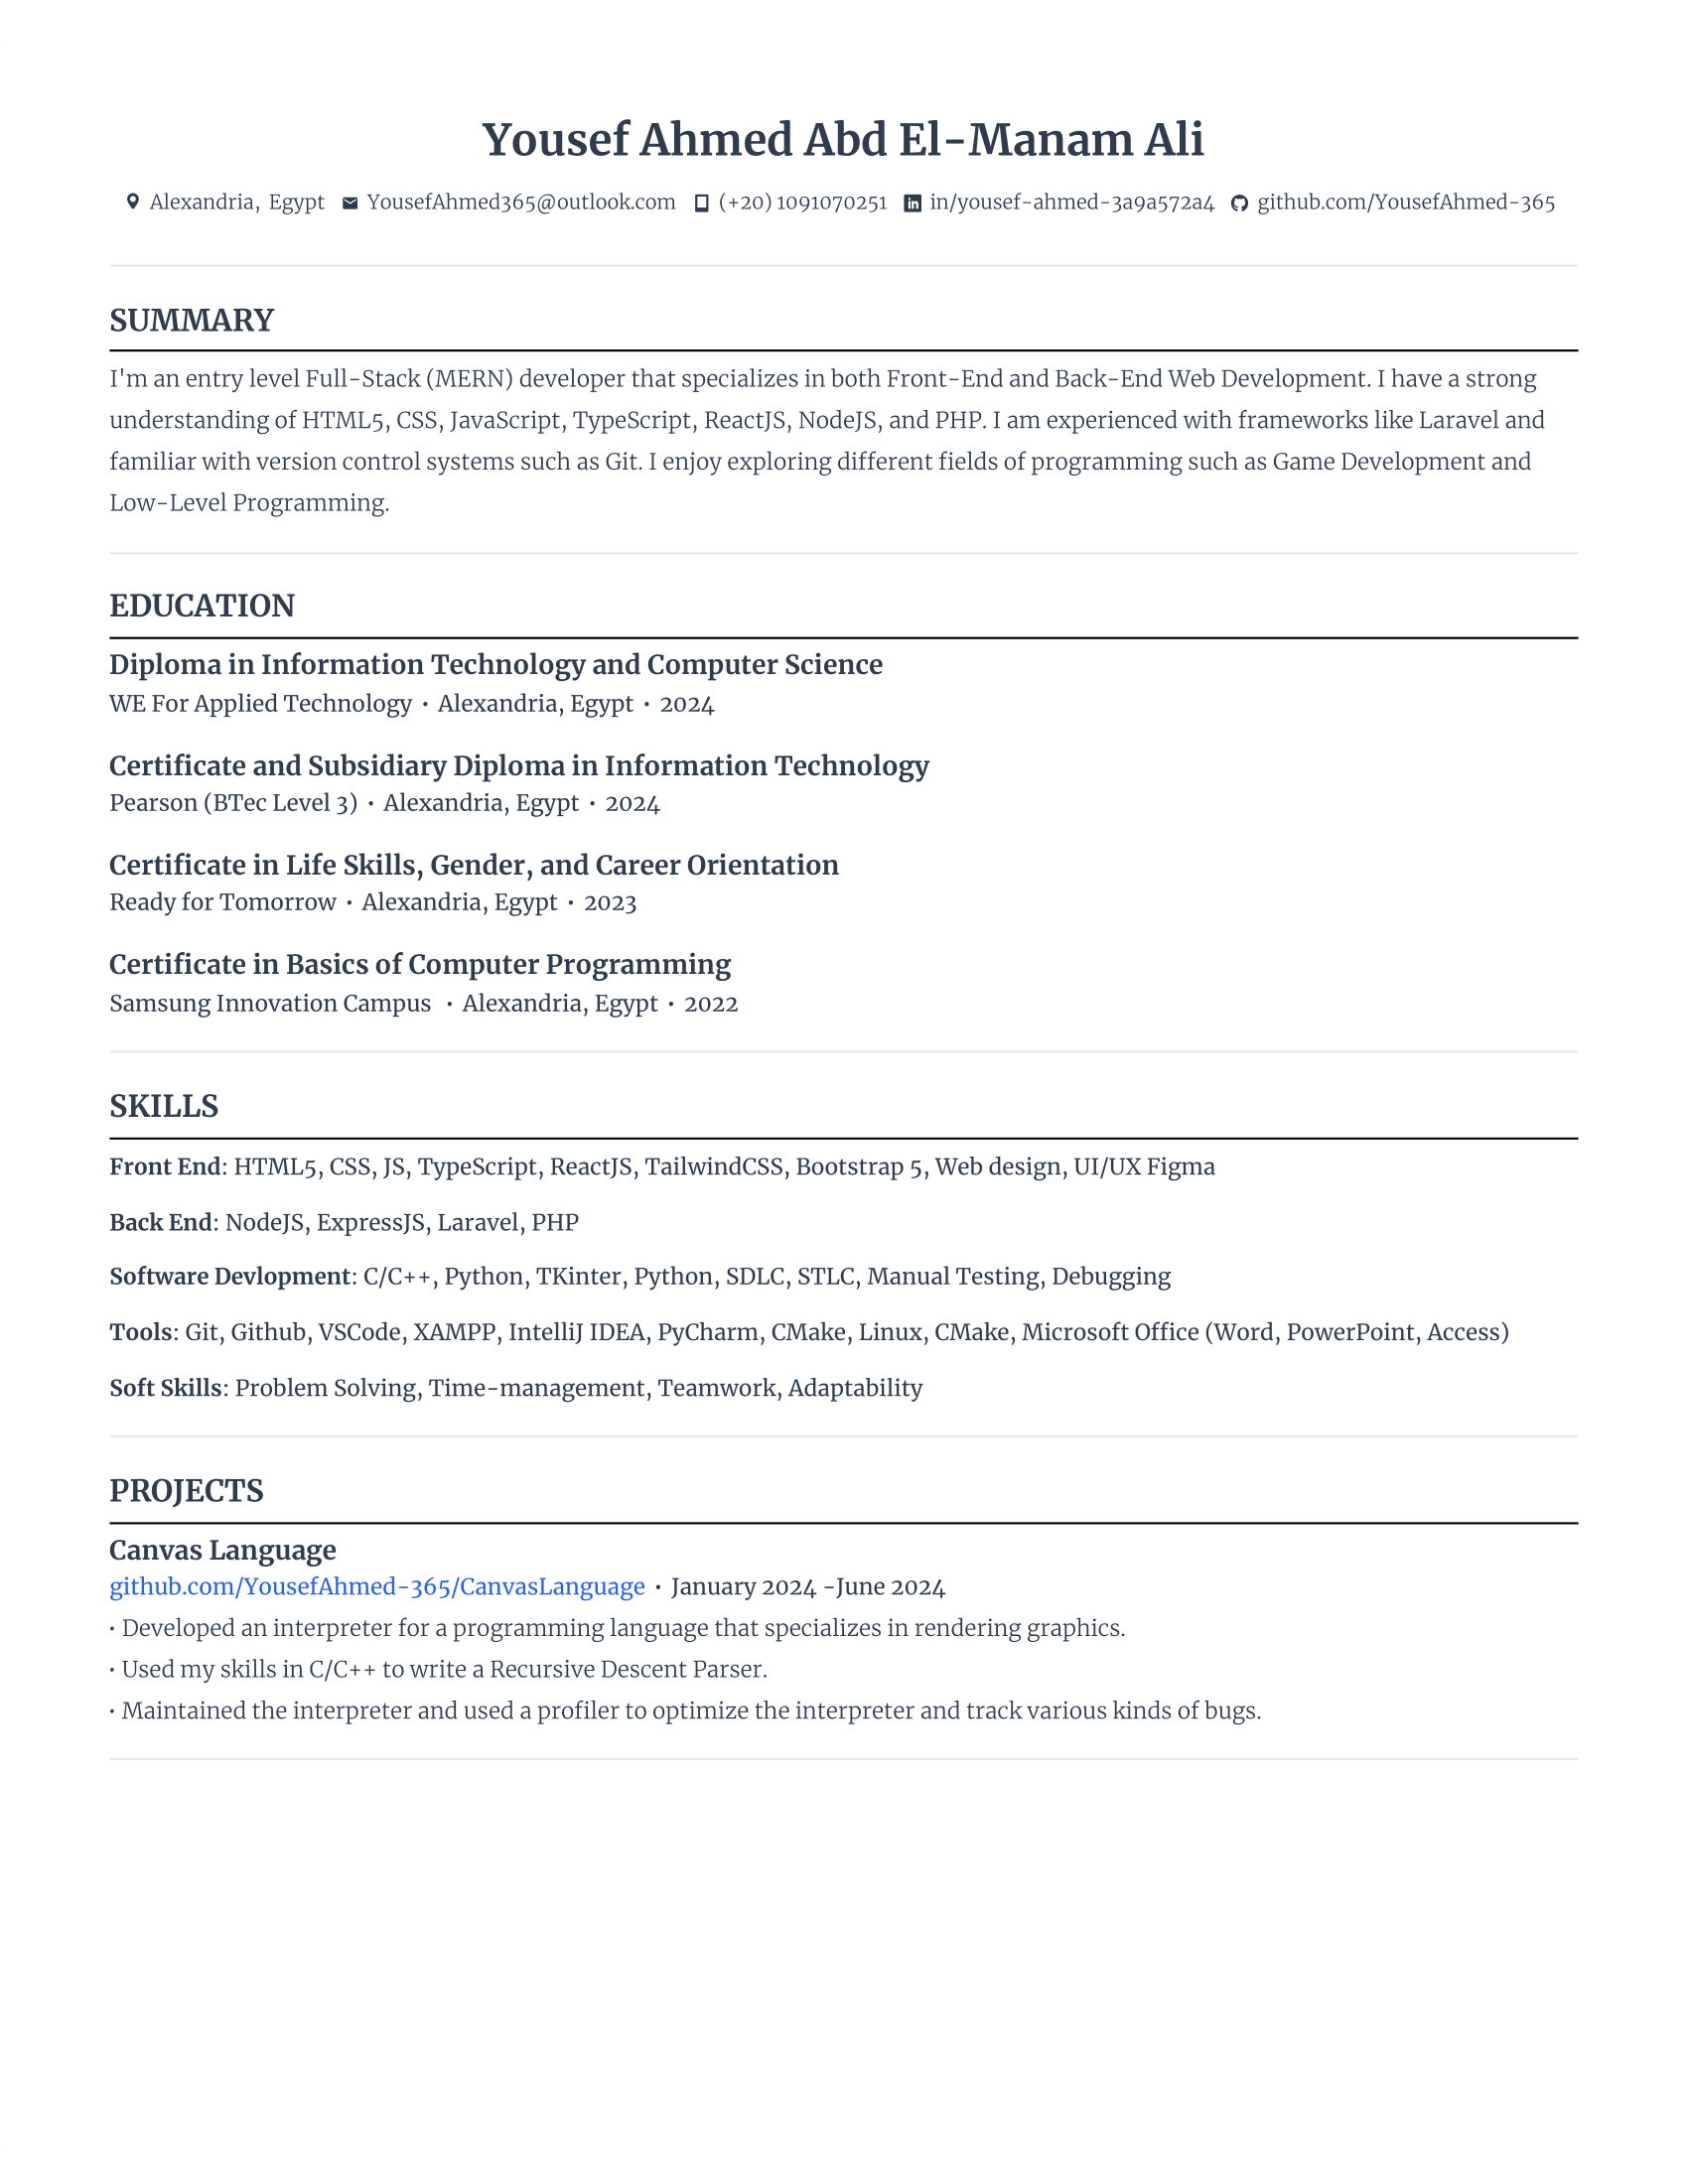 Yousef Ahmed Abd El-Manam Ali
Alexandria, Egypt YousefAhmed365@outlook.com (+20) 1091070251 in/yousef-ahmed-3a9a572a4 github.com/YousefAhmed-365
SUMMARY
I'm an entry level Full-Stack (MERN) developer that specializes in both Front-End and Back-End Web Development. I have a strong
understanding of HTML5, CSS, JavaScript, TypeScript, ReactJS, NodeJS, and PHP. I am experienced with frameworks like Laravel and
familiar with version control systems such as Git. I enjoy exploring different fields of programming such as Game Development and
Low-Level Programming.
EDUCATION
Diploma in Information Technology and Computer Science
WE For Applied Technology • Alexandria, Egypt • 2024
Certificate and Subsidiary Diploma in Information Technology
Pearson (BTec Level 3) • Alexandria, Egypt • 2024
Certificate in Life Skills, Gender, and Career Orientation
Ready for Tomorrow • Alexandria, Egypt • 2023
Certificate in Basics of Computer Programming
Samsung Innovation Campus • Alexandria, Egypt • 2022
SKILLS
Front End: HTML5, CSS, JS, TypeScript, ReactJS, TailwindCSS, Bootstrap 5, Web design, UI/UX Figma
Back End: NodeJS, ExpressJS, Laravel, PHP
Software Devlopment: C/C++, Python, TKinter, Python, SDLC, STLC, Manual Testing, Debugging
Tools: Git, Github, VSCode, XAMPP, IntelliJ IDEA, PyCharm, CMake, Linux, CMake, Microsoft Office (Word, PowerPoint, Access)
Soft Skills: Problem Solving, Time-management, Teamwork, Adaptability
PROJECTS
Canvas Language
github.com/YousefAhmed-365/CanvasLanguage • January 2024 -June 2024
• Developed an interpreter for a programming language that specializes in rendering graphics.
• Used my skills in C/C++ to write a Recursive Descent Parser.
• Maintained the interpreter and used a profiler to optimize the interpreter and track various kinds of bugs.